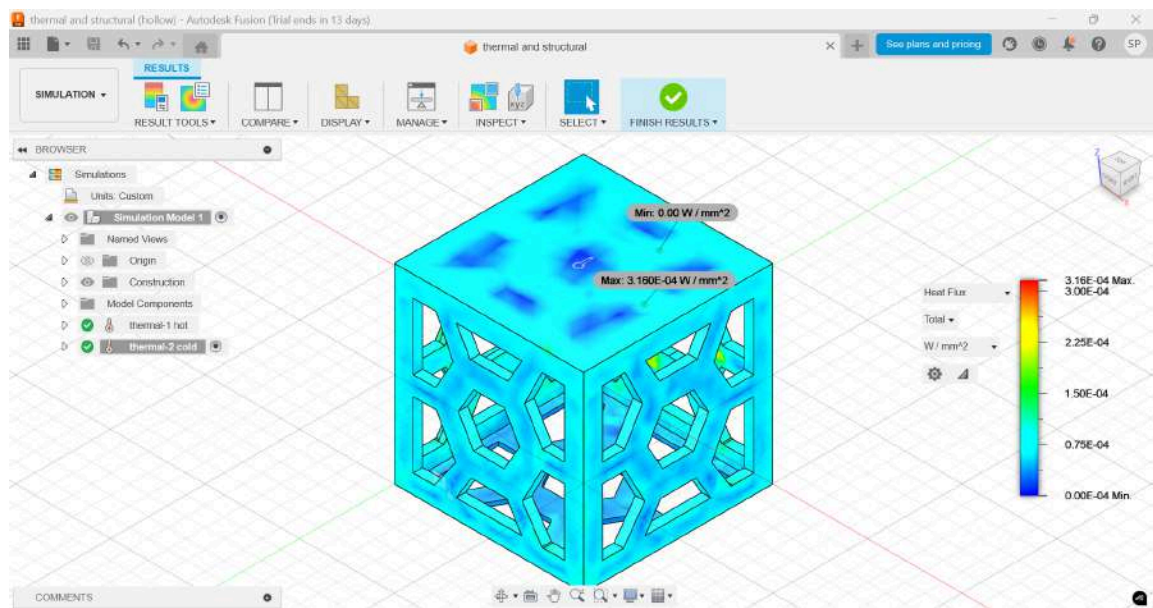 thermal and structural (hollow) - Autodesk Fusion (Trial ends in 13 days)
thermal and structural
See plans and pricing
SP
SIMULATION
RESULTS
RESULT TOOLS
COMPARE
DISPLAY
MANAGE
INSPECT
SELECT
FINISH RESULTS
BROWSER
Simulations
Units: Custom
Simulation Model 1
Named Views
Origin
Construction
Model Components
thermal-1 hot
thermal-2 cold
Min: 0.00 W / mm^2
Max: 3.160E-04 W / mm^2
Z
TOP
X
Heat Flux
Total
W / mm^2
3.16E-04 Max.
3.00E-04
2.25E-04
1.50E-04
0.75E-04
0.00E-04 Min.
COMMENTS